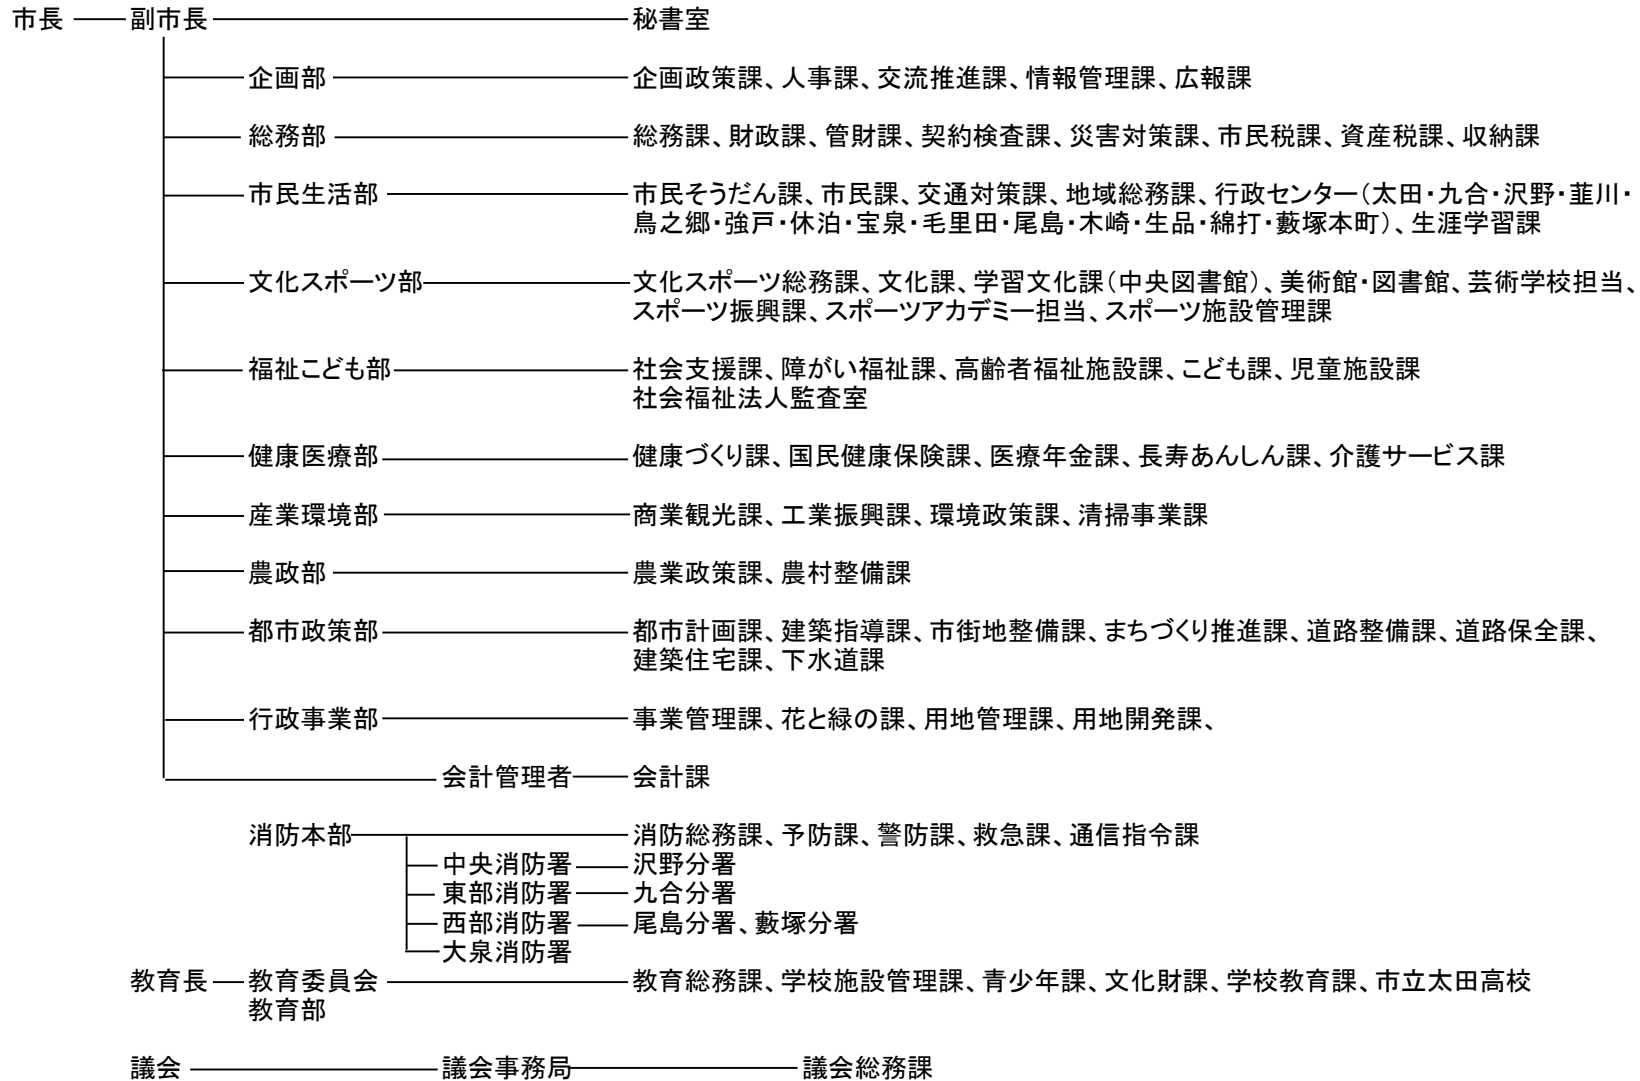 市長 副市長 秘書室
企画部 企画政策課、人事課、交流推進課、情報管理課、広報課
総務部 総務課、財政課、管財課、契約検査課、災害対策課、市民税課、資産税課、収納課
市民生活部 市民そうだん課、市民課、交通対策課、地域総務課、行政センター(太田・九合・沢野・韮川・
鳥之郷・強戸・休泊・宝泉・毛里田・尾島・木崎・生品・綿打・藪塚本町)、生涯学習課
文化スポーツ部 文化スポーツ総務課、文化課、学習文化課(中央図書館)、美術館・図書館、芸術学校担当、
スポーツ振興課、スポーツアカデミー担当、スポーツ施設管理課
福祉こども部 社会支援課、障がい福祉課、高齢者福祉施設課、こども課、児童施設課
社会福祉法人監査室
健康医療部 健康づくり課、国民健康保険課、医療年金課、長寿あんしん課、介護サービス課
産業環境部 商業観光課、工業振興課、環境政策課、清掃事業課
農政部 農業政策課、農村整備課
都市政策部 都市計画課、建築指導課、市街地整備課、まちづくり推進課、道路整備課、道路保全課、
建築住宅課、下水道課
行政事業部 事業管理課、花と緑の課、用地管理課、用地開発課、
会計管理者 会計課
消防本部 消防総務課、予防課、警防課、救急課、通信指令課
中央消防署 沢野分署
東部消防署 九合分署
西部消防署 尾島分署、藪塚分署
大泉消防署
教育長 教育委員会 教育総務課、学校施設管理課、青少年課、文化財課、学校教育課、市立太田高校
教育部
議会 議会事務局 議会総務課